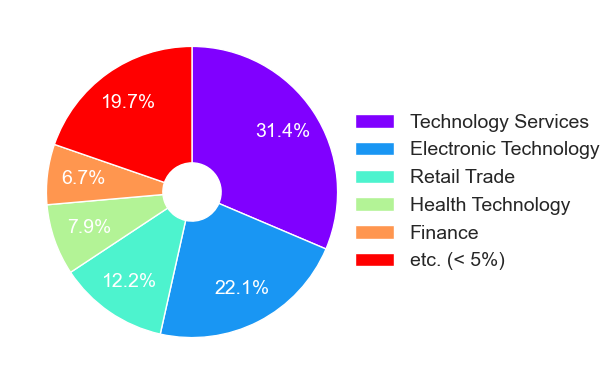 19.7%
31.4%
6.7%
7.9%
12.2%
22.1%
Technology Services
Electronic Technology
Retail Trade
Health Technology
Finance
etc. (< 5%)